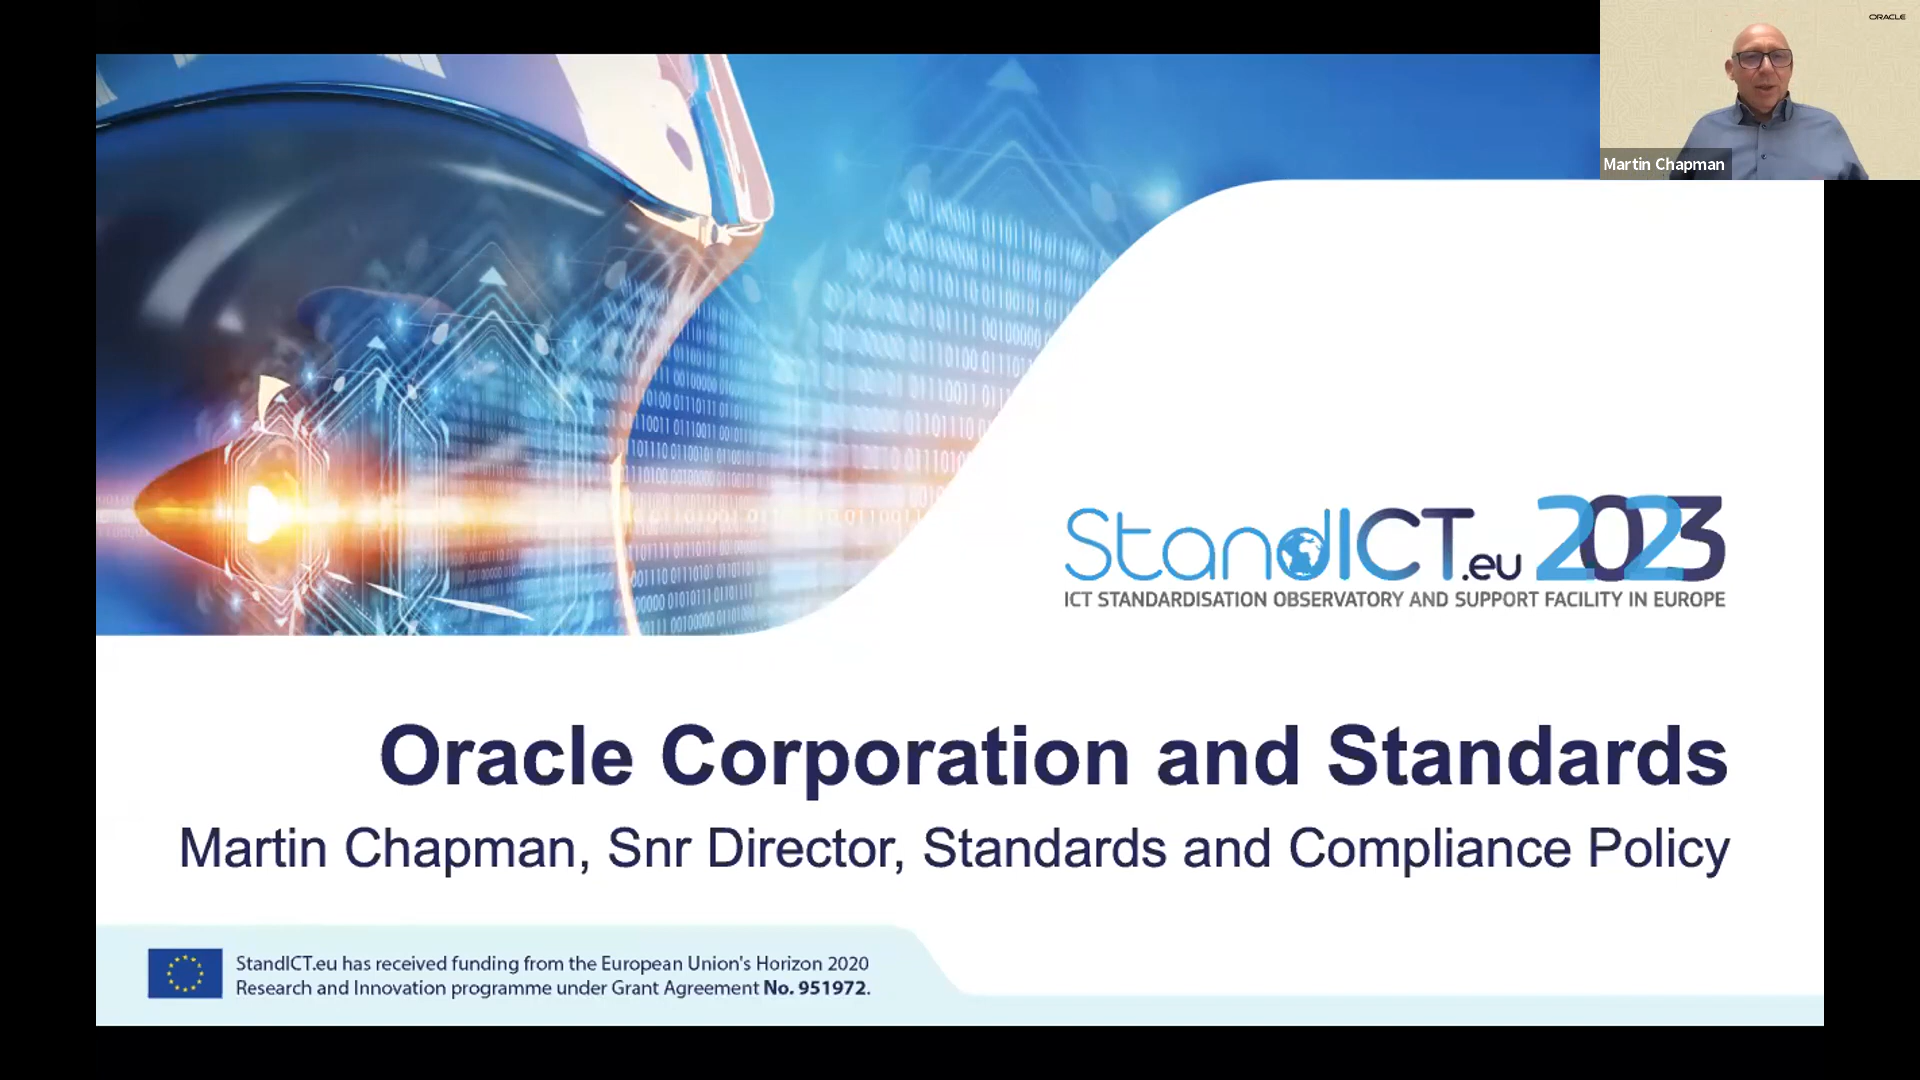 ORACLE
Martin Chapman
StandICT.eu 2023
ICT STANDARDISATION OBSERVATORY AND SUPPORT FACILITY IN EUROPE
Oracle Corporation and Standards
Martin Chapman, Snr Director, Standards and Compliance Policy
StandICT.eu has received funding from the European Union's Horizon 2020
Research and Innovation programme under Grant Agreement No. 951972.